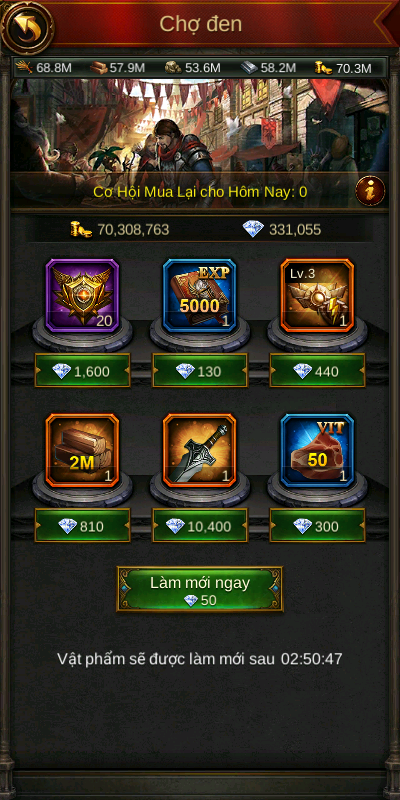 Chợ đen
68.8M 57.9M 53.6M 58.2M 70.3M
Cơ Hội Mua Lại cho Hôm Nay: 0
70,308,763 331,055
20
EXP
5000
1
Lv.3
1
1,600 130 440
2M
1
1
VIT
50
1
810 10,400 300
Làm mới ngay
50
Vật phẩm sẽ được làm mới sau 02:50:47